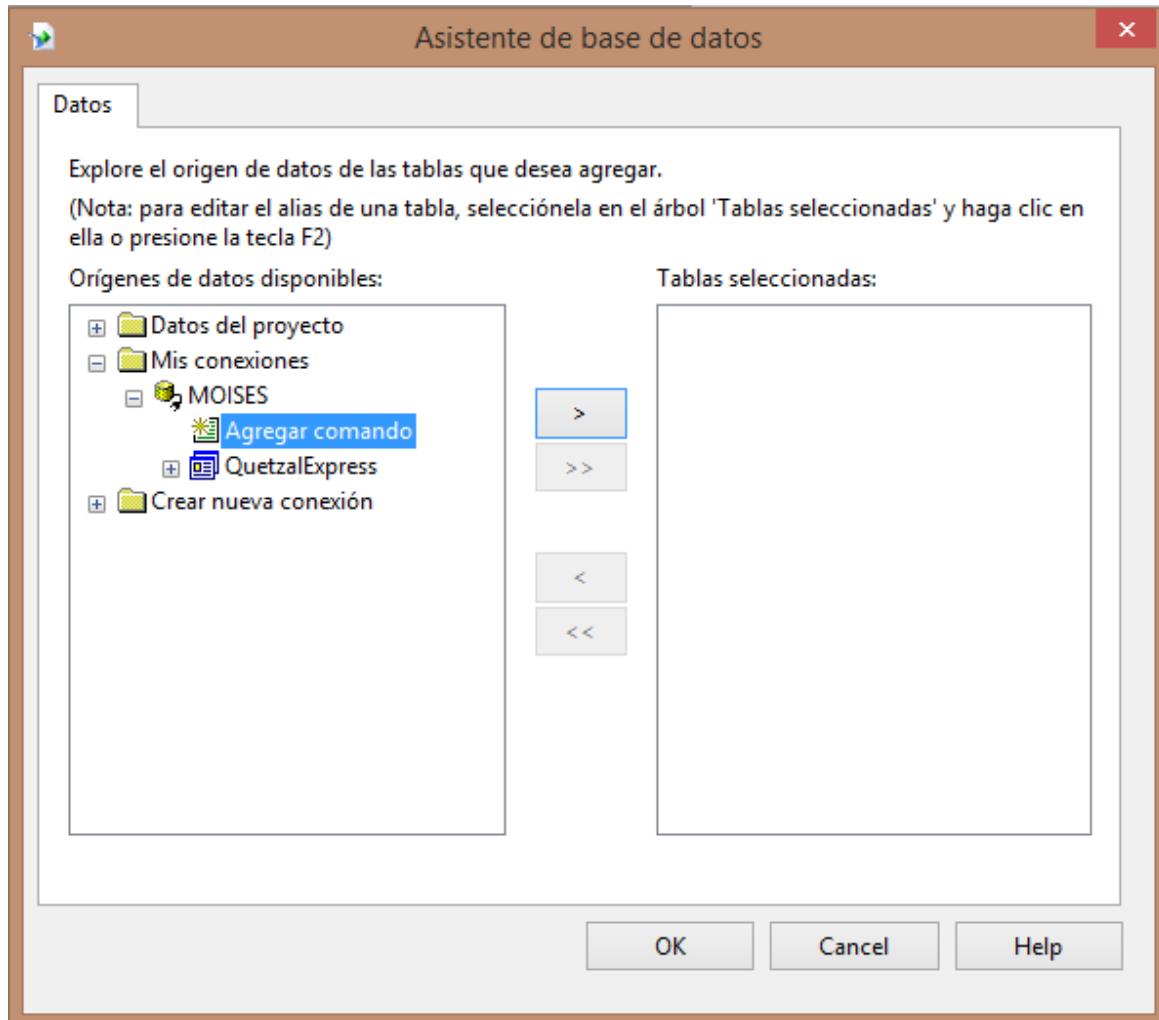 Asistente de base de datos
Datos
Explore el origen de datos de las tablas que desea agregar.
(Nota: para editar el alias de una tabla, selecciónela en el árbol 'Tablas seleccionadas' y haga clic en
ella o presione la tecla F2)
Orígenes de datos disponibles:
Tablas seleccionadas:
Datos del proyecto
Mis conexiones
MOISES
Agregar comando
QuetzalExpress
Crear nueva conexión
>
>>
<
<<
OK
Cancel
Help